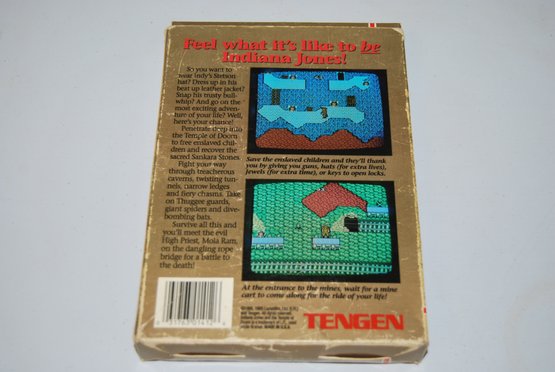 Feel what it's like to be
Indiana Jones!
So you want to
wear Indy's Stetson
hat? Dress up in his
beat up leather jacket?
Snap his trusty bull-
whip? And go on the
most exciting adven-
ture of your life? Well,
here's your chance!
Penetrate deep into
the Temple of Doom
to free enslaved chil-
dren and recover the
sacred Sankara Stones.
Fight your way
through treacherous
caverns, twisting tun-
nels, narrow ledges
and fiery chasms. Take
on Thuggee guards,
giant spiders and dive-
bombing bats.
Survive all this and
you'll meet the evil
High Priest, Mola Ram,
on the dangling rope
bridge for a battle to
the death!
Save the enslaved children and they'll thank
you by giving you guns, hats (for extra lives),
jewels (for extra time), or keys to open locks.
At the entrance to the mines, wait for a mine
cart to come along for the ride of your life!
MADE IN U.S.A.
TENGEN